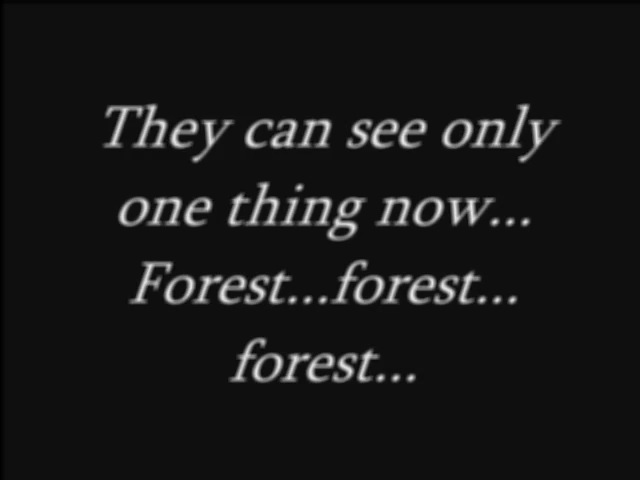 They can see only
one thing now...
Forest...forest...
forest...